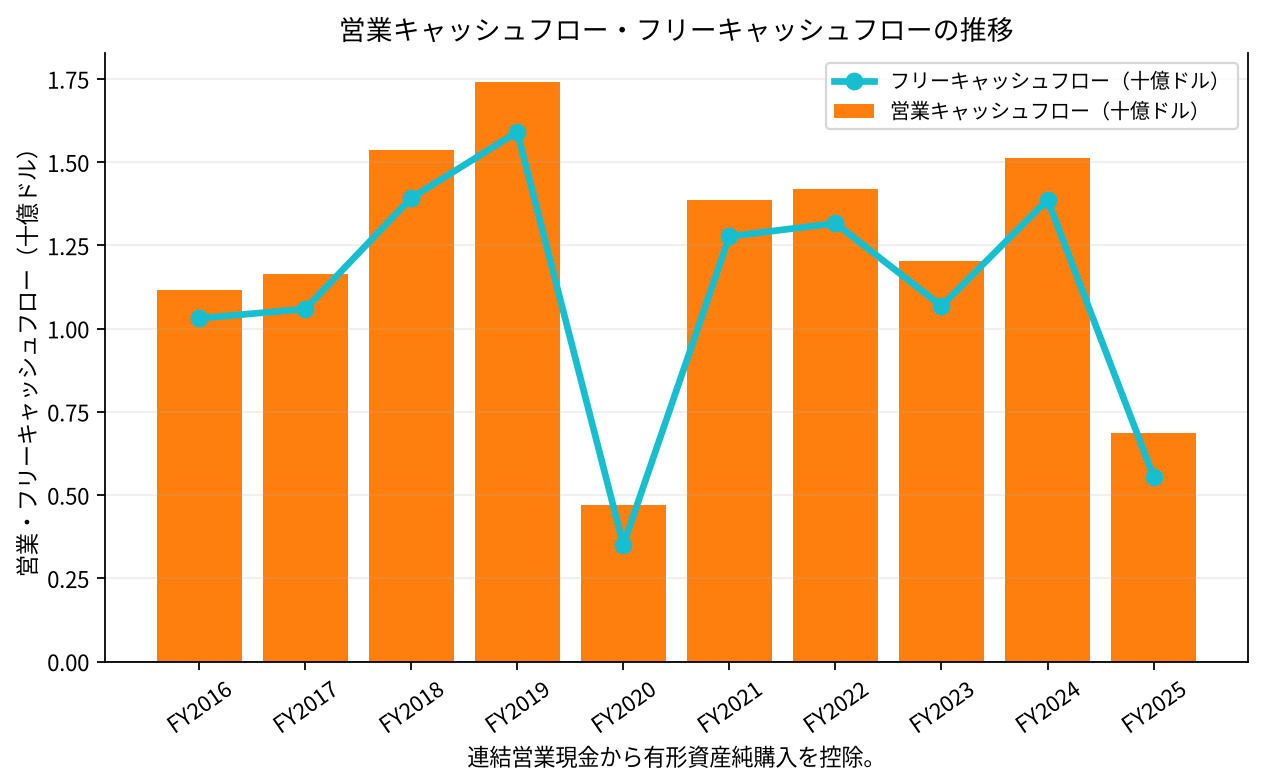 営業キャッシュフロー・フリーキャッシュフローの推移
フリーキャッシュフロー（十億ドル）
営業キャッシュフロー（十億ドル）
営業・フリーキャッシュフロー（十億ドル）
1.75
1.50
1.25
1.00
0.75
0.50
0.25
0.00
FY2016
FY2017
FY2018
FY2019
FY2020
FY2021
FY2022
FY2023
FY2024
FY2025
連結営業現金から有形資産純購入を控除。